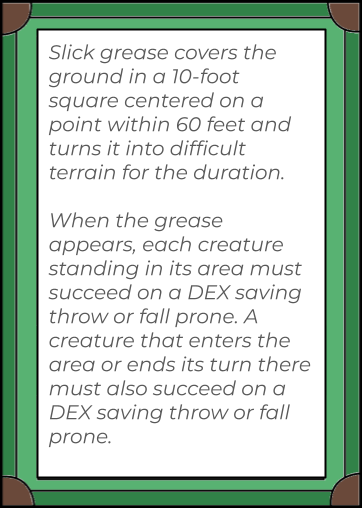 Slick grease covers the
ground in a 10-foot
square centered on a
point within 60 feet and
turns it into difficult
terrain for the duration.

When the grease
appears, each creature
standing in its area must
succeed on a DEX saving
throw or fall prone. A
creature that enters the
area or ends its turn there
must also succeed on a
DEX saving throw or fall
prone.